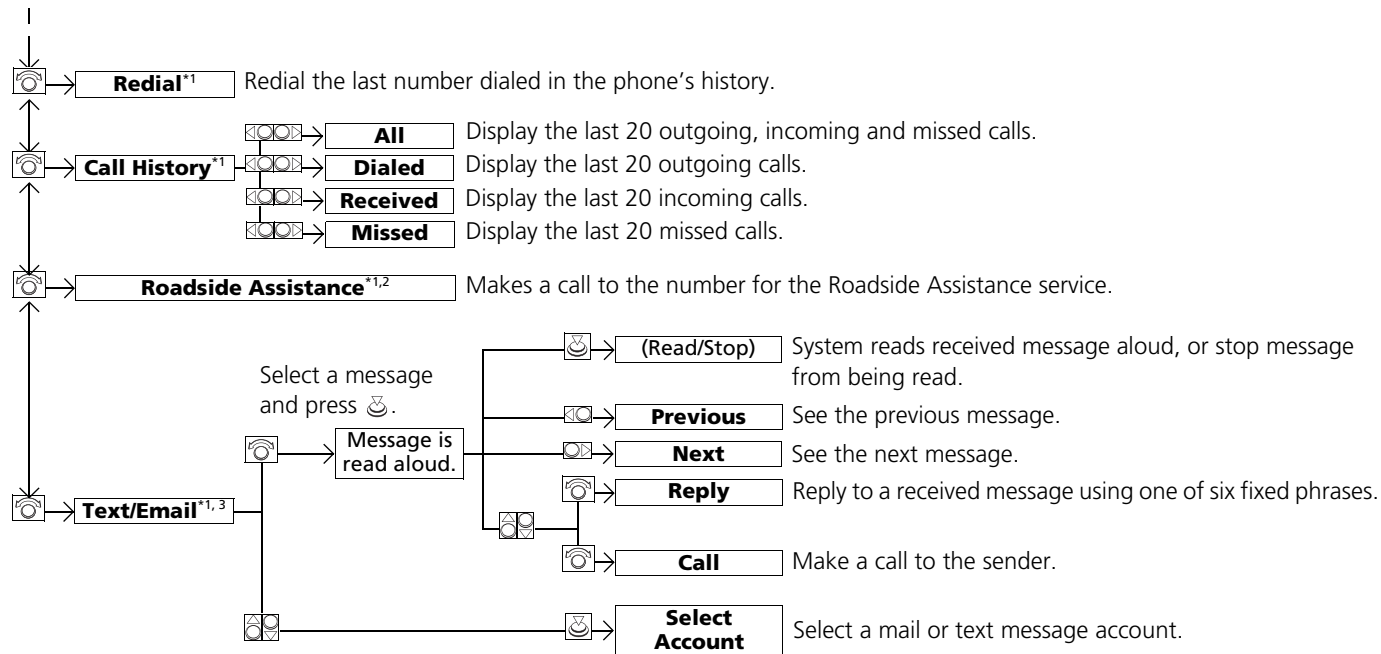 Redial*1 Redial the last number dialed in the phone's history.
All Display the last 20 outgoing, incoming and missed calls.
Call History*1 Dialed Display the last 20 outgoing calls.
Received Display the last 20 incoming calls.
Missed Display the last 20 missed calls.
Roadside Assistance*1,2 Makes a call to the number for the Roadside Assistance service.
(Read/Stop) System reads received message aloud, or stop message
from being read.
Select a message
and press .
Previous See the previous message.
Message is
read aloud.
Next See the next message.
Reply Reply to a received message using one of six fixed phrases.
Text/Email*1, 3
Call Make a call to the sender.
Select
Account
Select a mail or text message account.